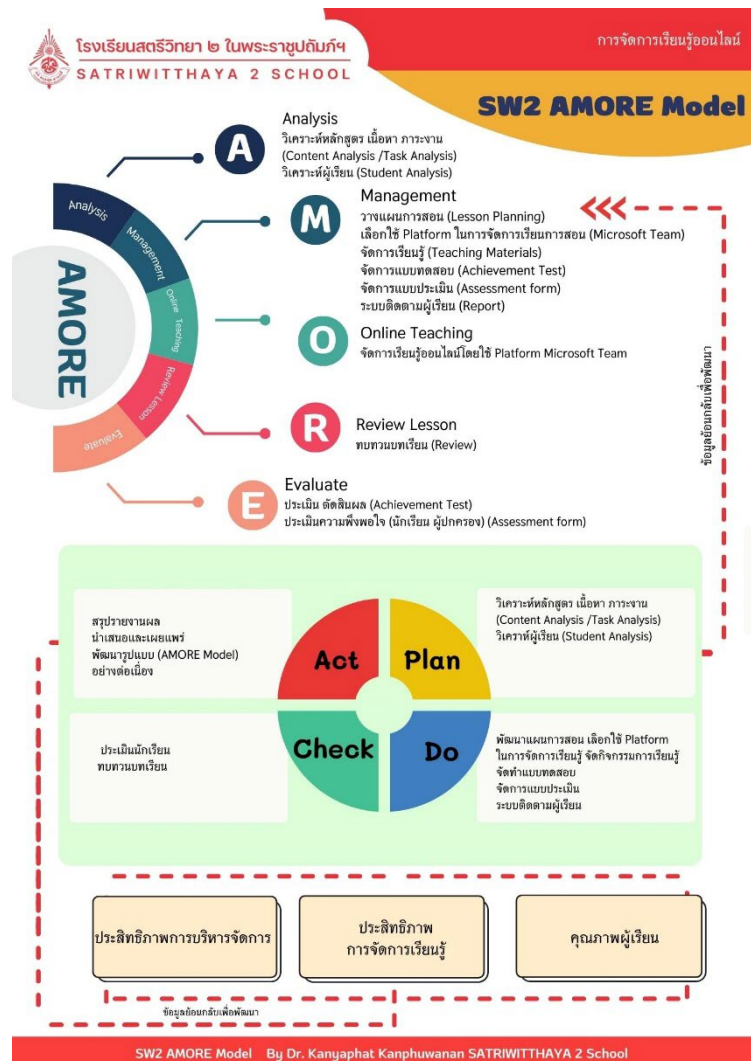 โรงเรียนสตรีวิทยา ๒ ในพระราชูปถัมภ์ฯ
SATRIWITTHAYA 2 SCHOOL
การจัดการเรียนรู้ออนไลน์
SW2 AMORE Model
AMORE
Analysis
Management
Online Teaching
Review Lesson
Evaluate
A
Analysis
วิเคราะห์หลักสูตร เนื้อหา ภาระงาน
(Content Analysis /Task Analysis)
วิเคราะห์ผู้เรียน (Student Analysis)
M
Management
วางแผนการสอน (Lesson Planning)
เลือกใช้ Platform ในการจัดการเรียนการสอน (Microsoft Team)
จัดการเรียนรู้ (Teaching Materials)
จัดการแบบทดสอบ (Achievement Test)
จัดการแบบประเมิน (Assessment form)
ระบบติดตามผู้เรียน (Report)
O
Online Teaching
จัดการเรียนรู้ออนไลน์โดยใช้ Platform Microsoft Team
R
Review Lesson
ทบทวนบทเรียน (Review)
E
Evaluate
ประเมิน ตัดสินผล (Achievement Test)
ประเมินความพึงพอใจ (นักเรียน ผู้ปกครอง) (Assessment form)
ข้อมูลย้อนกลับเพื่อพัฒนา
สรุปรายงานผล
นำเสนอและเผยแพร่
พัฒนารูปแบบ (AMORE Model)
อย่างต่อเนื่อง
Act
Plan
วิเคราะห์หลักสูตร เนื้อหา ภาระงาน
(Content Analysis /Task Analysis)
วิเคราห์ผู้เรียน (Student Analysis)
ประเมินนักเรียน
ทบทวนบทเรียน
Check
Do
พัฒนาแผนการสอน เลือกใช้ Platform
ในการจัดการเรียนรู้ จัดกิจกรรมการเรียนรู้
จัดทำแบบทดสอบ
จัดการแบบประเมิน
ระบบติดตามผู้เรียน
ประสิทธิภาพการบริหารจัดการ
ประสิทธิภาพ
การจัดการเรียนรู้
คุณภาพผู้เรียน
ข้อมูลย้อนกลับเพื่อพัฒนา
SW2 AMORE Model By Dr. Kanyaphat Kanphuwanan SATRIWITTHAYA 2 School